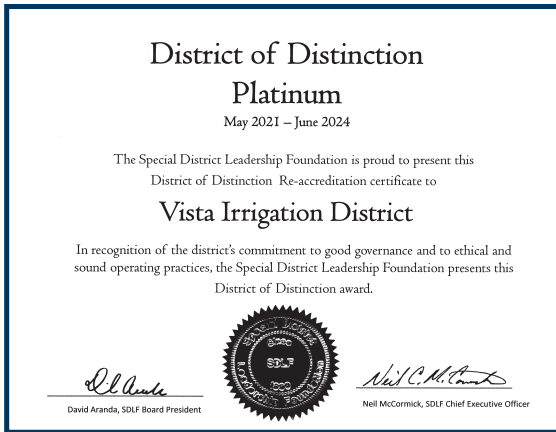 District of Distinction
Platinum
May 2021 – June 2024
The Special District Leadership Foundation is proud to present this
District of Distinction Re-accreditation certificate to
Vista Irrigation District
In recognition of the district's commitment to good governance and to ethical and
sound operating practices, the Special District Leadership Foundation presents this
District of Distinction award.
SDLF
David Aranda, SDLF Board President
Neil McCormick, SDLF Chief Executive Officer